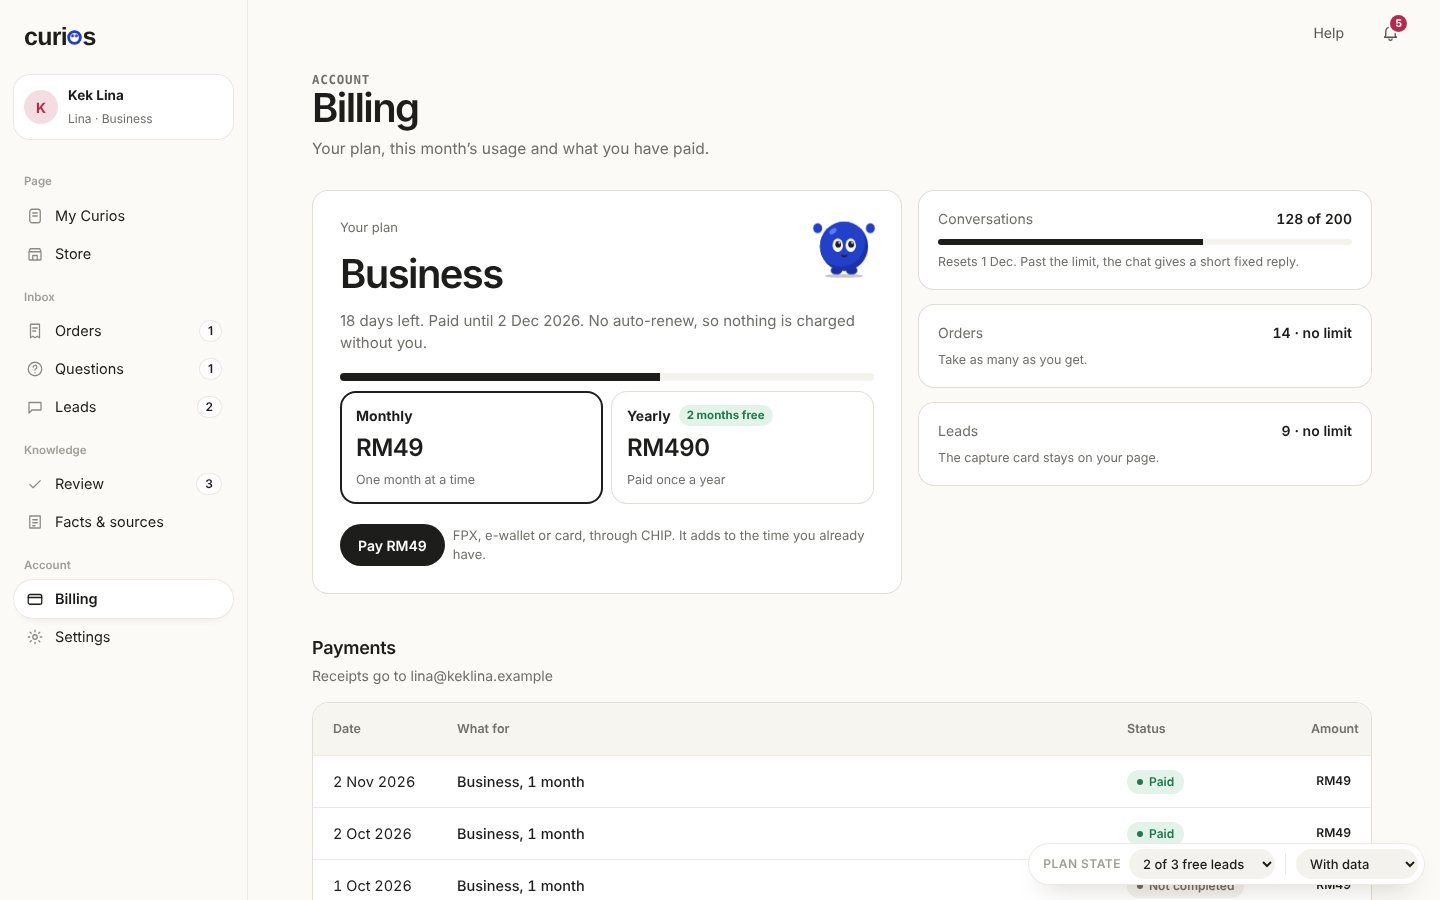 curios
Help
5
K
Kek Lina
Lina · Business
Page
My Curios
Store
Inbox
Orders 1
Questions 1
Leads 2
Knowledge
Review 3
Facts & sources
Account
Billing
Settings
ACCOUNT
Billing
Your plan, this month’s usage and what you have paid.
Your plan
Business
18 days left. Paid until 2 Dec 2026. No auto-renew, so nothing is charged
without you.
Monthly
RM49
One month at a time
Yearly 2 months free
RM490
Paid once a year
Pay RM49
FPX, e-wallet or card, through CHIP. It adds to the time you already
have.
Conversations 128 of 200
Resets 1 Dec. Past the limit, the chat gives a short fixed reply.
Orders 14 · no limit
Take as many as you get.
Leads 9 · no limit
The capture card stays on your page.
Payments
Receipts go to lina@keklina.example
Date What for Status Amount
2 Nov 2026 Business, 1 month Paid RM49
2 Oct 2026 Business, 1 month Paid RM49
1 Oct 2026 Business, 1 month Not completed RM49
PLAN STATE 2 of 3 free leads With data